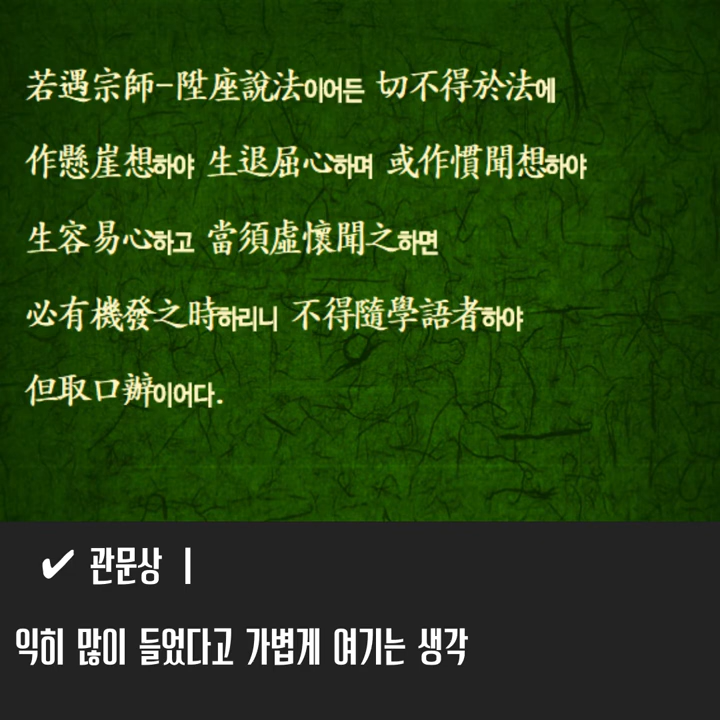 若遇宗師-陞座說法이어든 切不得於法에
作懸崖想하야 生退屈心하며 或作慣聞想하야
生容易心하고 當須虛懷聞之하면
必有機發之時하리니 不得隨學語者하야
但取口辦이어다.
✔ 관문상 |
익히 많이 들었다고 가볍게 여기는 생각